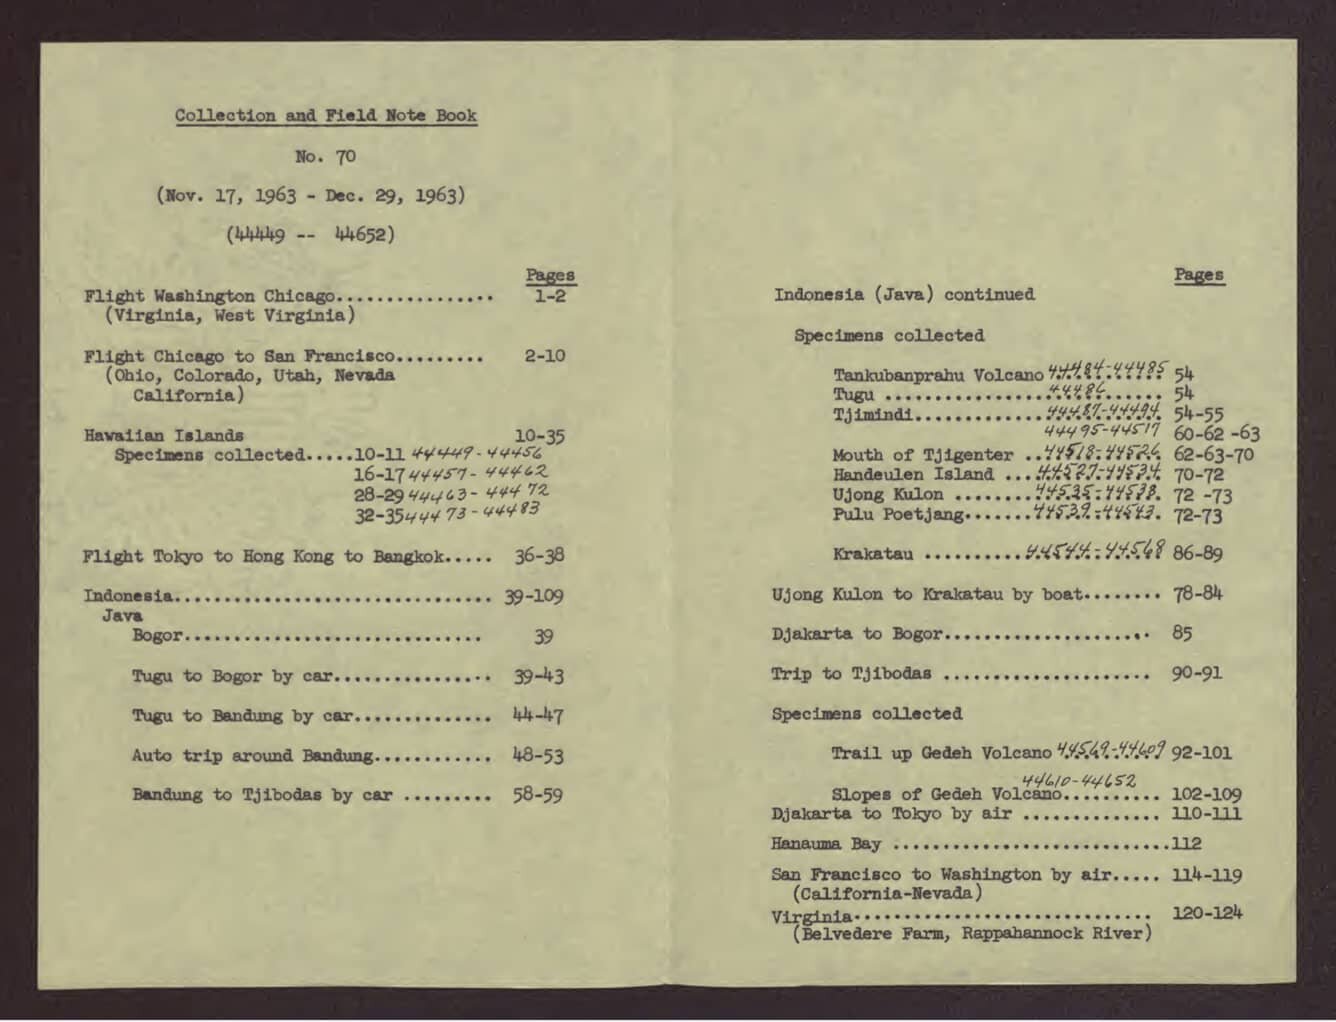 Collection and Field Note Book
No. 70
(Nov. 17, 1963 - Dec. 29, 1963)
(44449 -- 44652)
Pages
Flight Washington Chicago................ 1-2
(Virginia, West Virginia)
Flight Chicago to San Francisco......... 2-10
(Ohio, Colorado, Utah, Nevada
California)
Hawaiian Islands 10-35
Specimens collected.....10-11 44449-44456
16-17 44457-44462
28-29 44463-44472
32-35 44473-44483
Flight Tokyo to Hong Kong to Bangkok..... 36-38
Indonesia................................ 39-109
Java
Bogor.............................. 39
Tugu to Bogor by car................ 39-43
Tugu to Bandung by car.............. 44-47
Auto trip around Bandung............ 48-53
Bandung to Tjibodas by car ......... 58-59
Pages
Indonesia (Java) continued
Specimens collected
Tankubanprahu Volcano 44484-44485 54
Tugu ................44486...... 54
Tjimindi.............44487-44494. 54-55
44495-44517 60-62 -63
Mouth of Tjigenter ..44518-44526. 62-63-70
Handeulen Island ...44527-44534. 70-72
Ujong Kulon ........44535-44538. 72 -73
Pulu Poetjang.......44539-44543. 72-73
Krakatau ..........44544-44568 86-89
Ujong Kulon to Krakatau by boat........ 78-84
Djakarta to Bogor..................... 85
Trip to Tjibodas ..................... 90-91
Specimens collected
Trail up Gedeh Volcano 44569-44609 92-101
44610-44652
Slopes of Gedeh Volcano.......... 102-109
Djakarta to Tokyo by air .............. 110-111
Hanauma Bay ............................112
San Francisco to Washington by air..... 114-119
(California-Nevada)
Virginia.............................. 120-124
(Belvedere Farm, Rappahannock River)